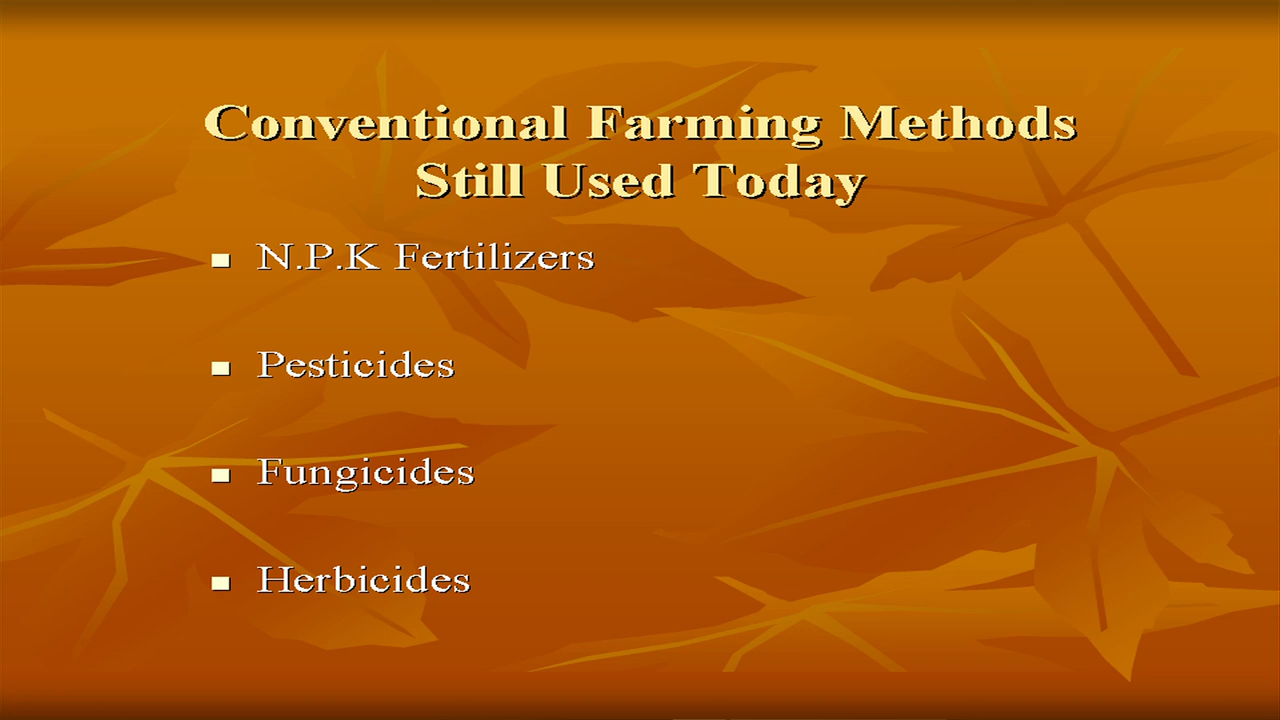 Conventional Farming Methods
Still Used Today
N.P.K Fertilizers
Pesticides
Fungicides
Herbicides